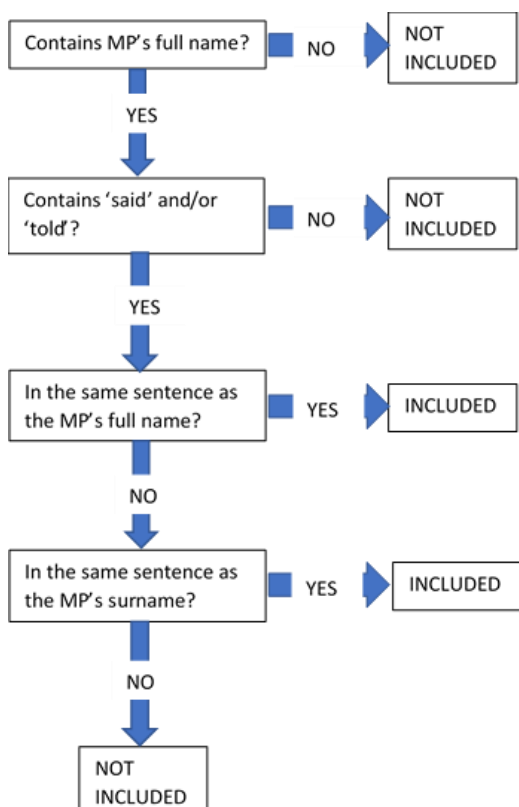 Contains MP’s full name?
NO
NOT
INCLUDED
YES
Contains ‘said’ and/or
‘told’?
NO
NOT
INCLUDED
YES
In the same sentence as
the MP’s full name?
YES
INCLUDED
NO
In the same sentence as
the MP’s surname?
YES
INCLUDED
NO
NOT
INCLUDED